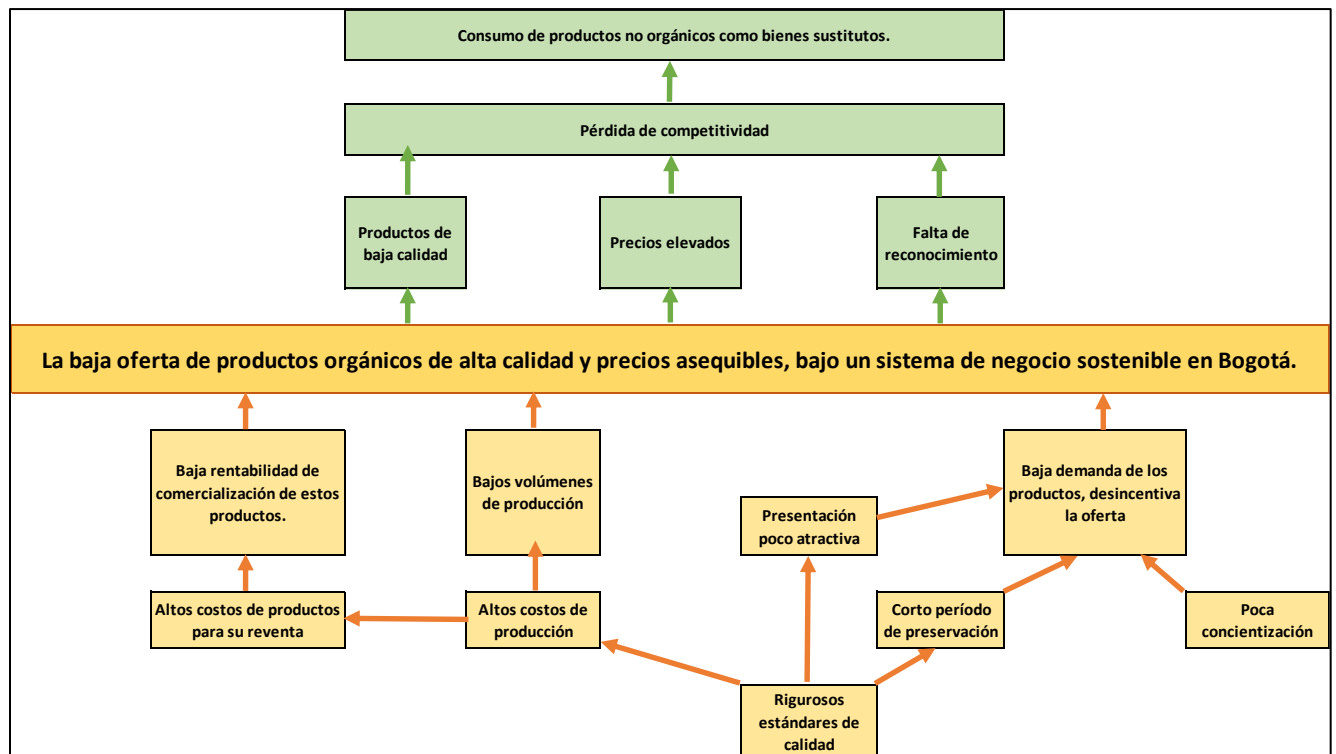 Consumo de productos no orgánicos como bienes sustitutos.
Pérdida de competitividad
Productos de
baja calidad
Precios elevados
Falta de
reconocimiento
La baja oferta de productos orgánicos de alta calidad y precios asequibles, bajo un sistema de negocio sostenible en Bogotá.
Baja rentabilidad de
comercialización de estos
productos.
Bajos volúmenes
de producción
Presentación
poco atractiva
Baja demanda de los
productos, desincentiva
la oferta
Altos costos de productos
para su reventa
Altos costos de
producción
Corto período
de preservación
Poca
concientización
Rigurosos
estándares de
calidad